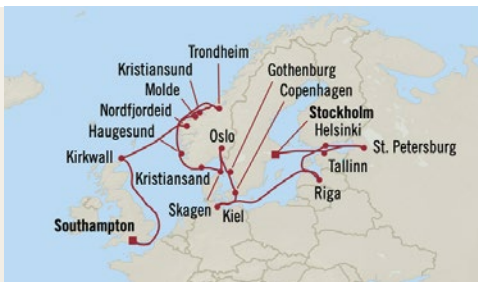 Trondheim
Kristiansund
Gothenburg
Molde
Copenhagen
Nordfjordeid
Stockholm
Haugesund
Oslo
Helsinki
Kirkwall
St. Petersburg
Tallinn
Kristiansand
Riga
Skagen
Kiel
Southampton